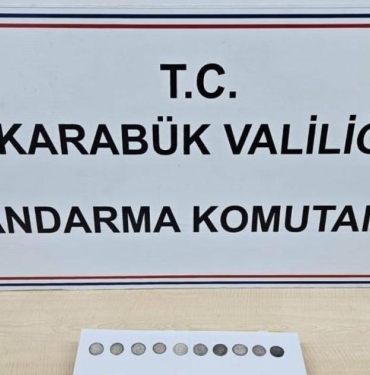 T.C.
KARABÜK VALİLİĞ
ANDARMA KOMUTAN